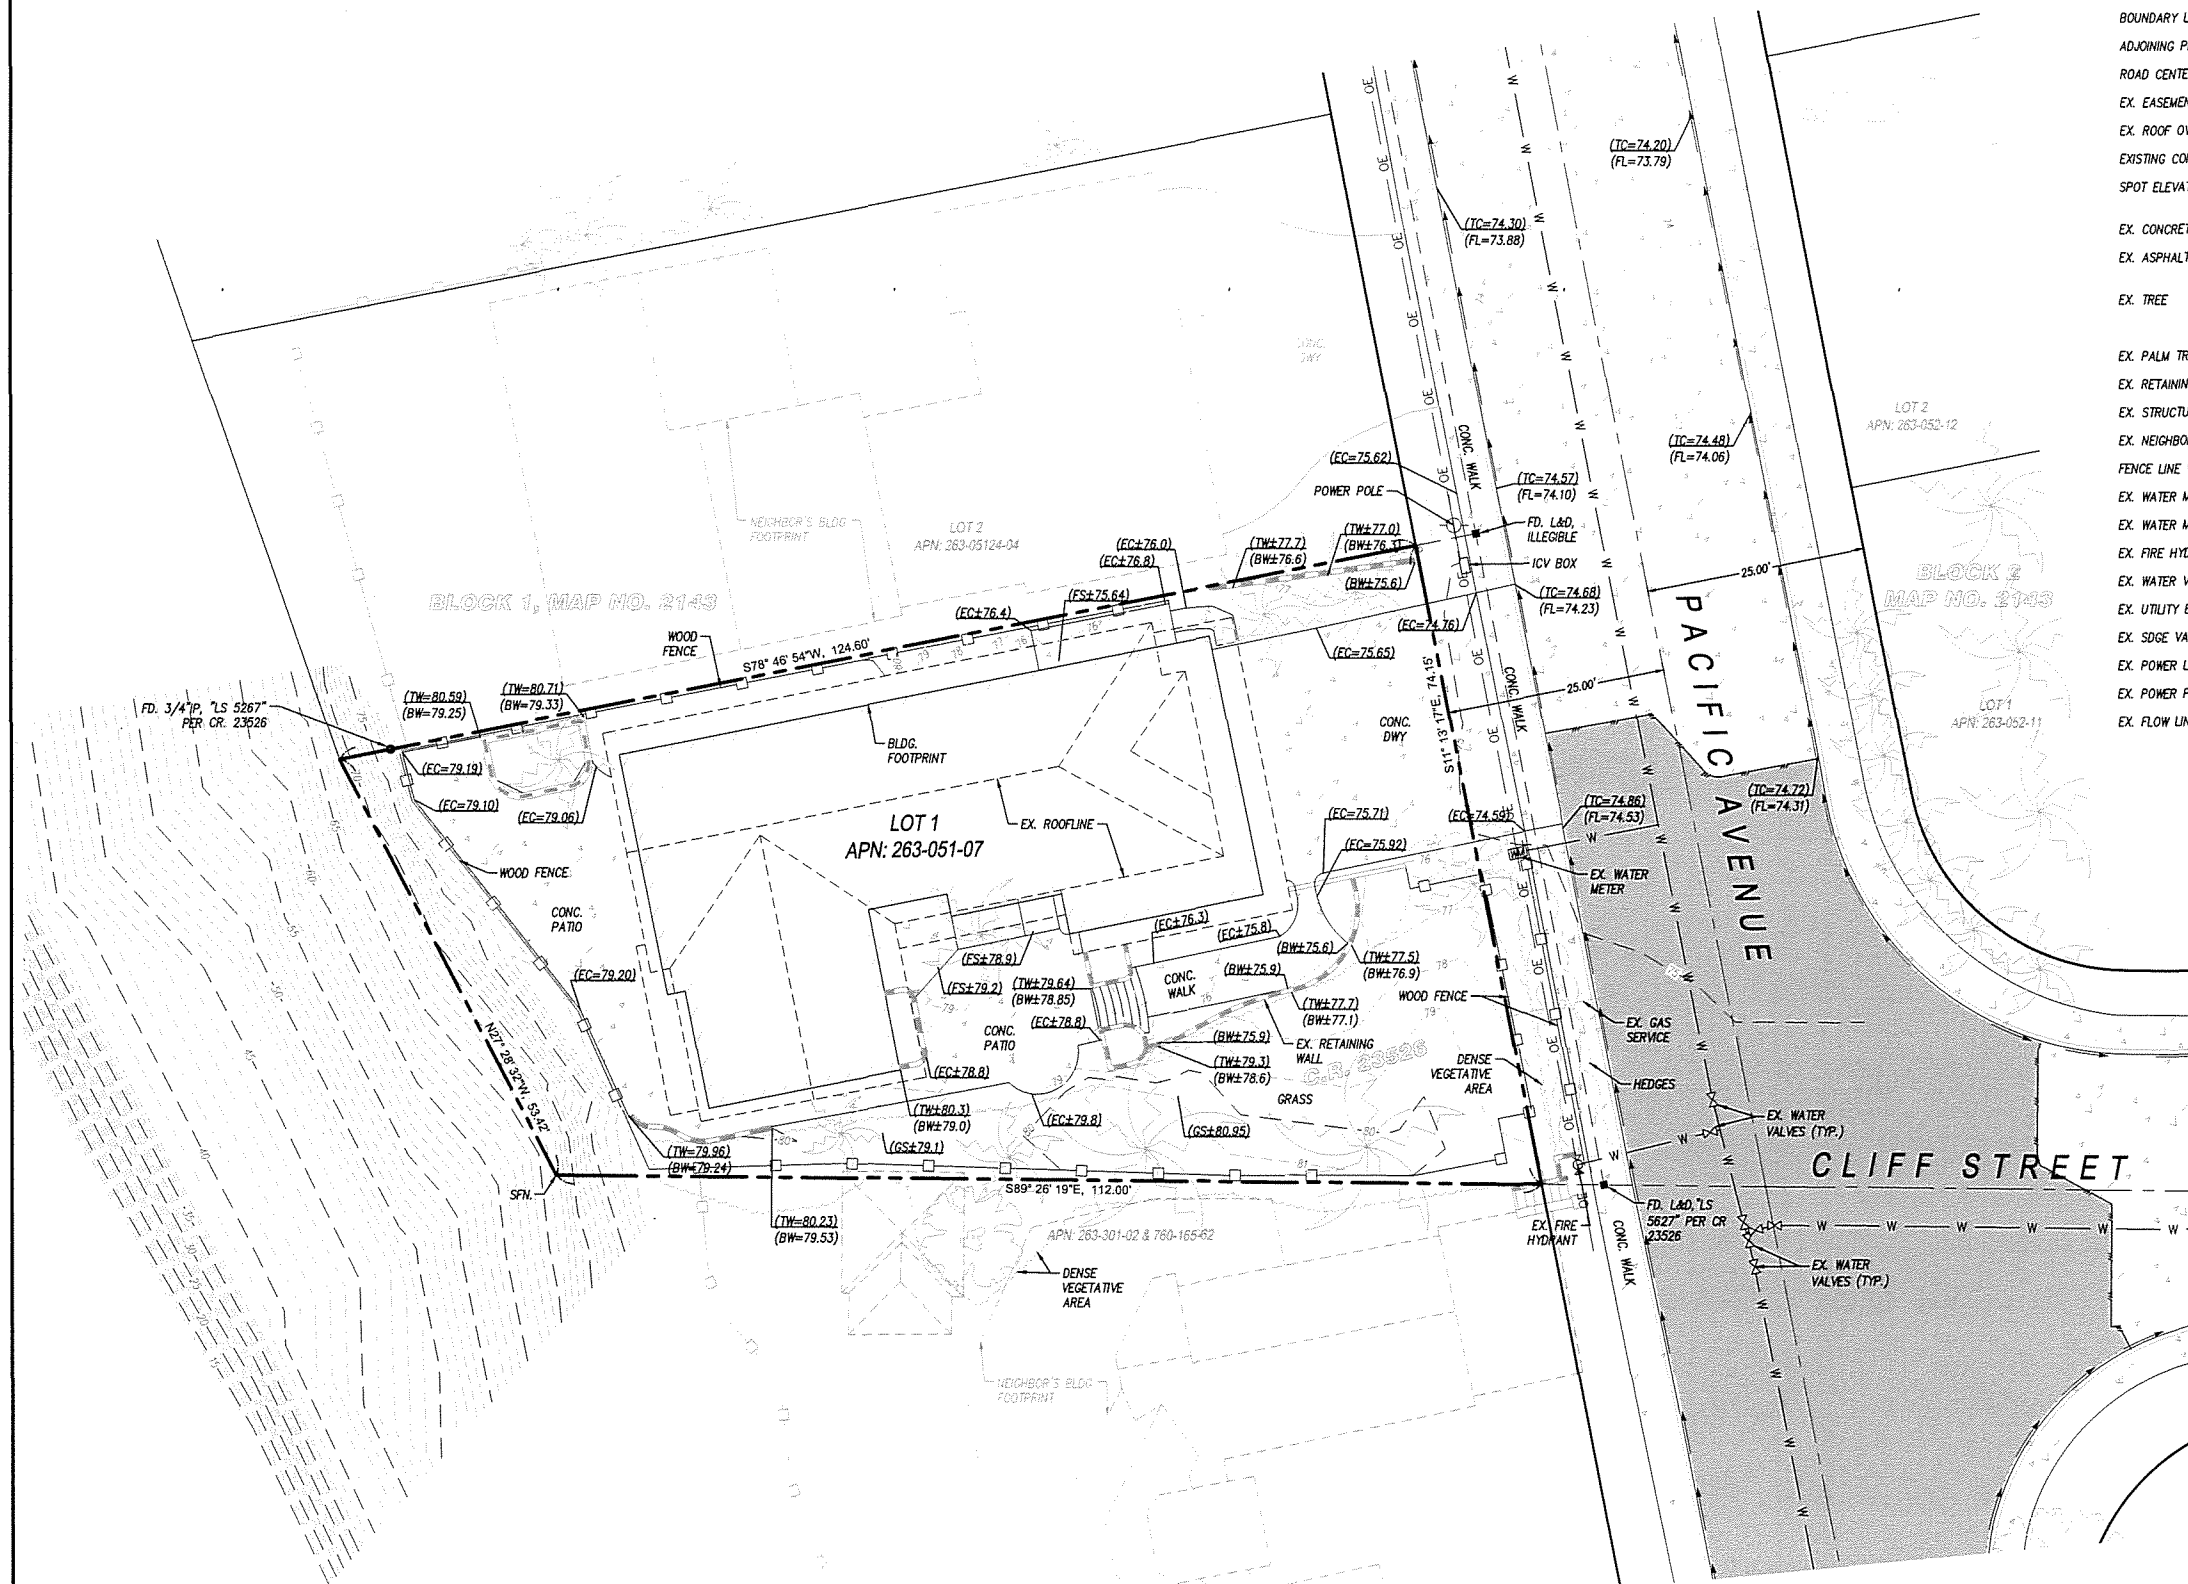 BOUNDARY L
ADJOINING P
ROAD CENTE
EX. EASEMEN
EX. ROOF OV
EXISTING CO
SPOT ELEVA
EX. CONCRET
EX. ASPHALT
EX. TREE
EX. PALM TR
EX. RETAININ
EX. STRUCTU
EX. NEIGHBO
FENCE LINE
EX. WATER M
EX. WATER M
EX. FIRE HYD
EX. WATER V
EX. UTILITY B
EX. SDGE VA
EX. POWER L
EX. POWER P
EX. FLOW LIN
(TC=74.20)
(FL=73.79)
(TC=74.30)
(FL=73.88)
CONC.
DWY
LOT 2
APN: 263-052-12
(TC=74.48)
(FL=74.06)
(EC=75.62)
POWER POLE
CONC. WALK
(TC=74.57)
(FL=74.10)
FD. L&D,
ILLEGIBLE
ICV BOX
NEIGHBOR'S BLDG
FOOTPRINT
LOT 2
APN: 263-05124-04
(EC±76.0)
(EC±76.8)
(TW±77.7)
(BW±76.6)
(TW±77.0)
(BW±76.3)
(BW±75.6)
(TC=74.68)
(FL=74.23)
25.00'
BLOCK 2
MAP NO. 2143
BLOCK 1, MAP NO. 2143
(FS±75.64)
(EC±76.4)
(EC=74.76)
(EC=75.65)
WOOD
FENCE
S78° 46' 54"W, 124.60'
S11° 13' 17"E, 74.15'
CONC. WALK
25.00'
PACIFIC AVENUE
LOT 1
APN: 263-052-11
FD. 3/4"IP, "LS 5267"
PER CR. 23526
(TW=80.59)
(BW=79.25)
(TW=80.71)
(BW=79.33)
CONC.
DWY
BLDG.
FOOTPRINT
(EC=79.19)
(EC=79.10)
(EC=79.06)
LOT 1
APN: 263-051-07
EX. ROOFLINE
(EC=75.71)
(EC=75.92)
(EC=74.59)
(TC=74.86)
(FL=74.53)
(TC=74.72)
(FL=74.31)
EX. WATER
METER
WOOD FENCE
CONC.
PATIO
(EC±76.3)
(EC±75.8)
(BW±75.6)
(TW±77.5)
(BW±76.9)
(EC=79.20)
(FS±78.9)
(FS±79.2)
(TW±79.64)
(BW±78.85)
CONC.
WALK
(BW±75.9)
(TW±77.7)
(BW±77.1)
WOOD FENCE
(EC±78.8)
CONC.
PATIO
(BW±75.9)
EX. RETAINING
WALL
EX. GAS
SERVICE
N27° 28' 32"W, 53.42'
(TW±79.3)
(BW±78.6)
C.R. 23526
DENSE
VEGETATIVE
AREA
HEDGES
(EC±78.8)
GRASS
(TW±80.3)
(BW±79.0)
(EC±79.8)
(GS±80.95)
EX. WATER
VALVES (TYP.)
(GS±79.1)
(TW=79.96)
(BW=79.24)
CLIFF STREET
SFN.
S89° 26' 19"E, 112.00'
(TW=80.23)
(BW=79.53)
APN: 263-301-02 & 760-165-62
EX. FIRE
HYDRANT
FD. L&D, "LS
5627" PER CR
23526
CONC. WALK
DENSE
VEGETATIVE
AREA
EX. WATER
VALVES (TYP.)
NEIGHBOR'S BLDG
FOOTPRINT